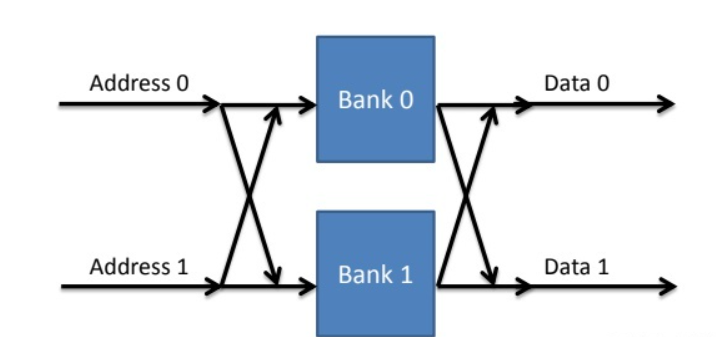 Address 0
Bank 0
Data 0
Address 1
Bank 1
Data 1